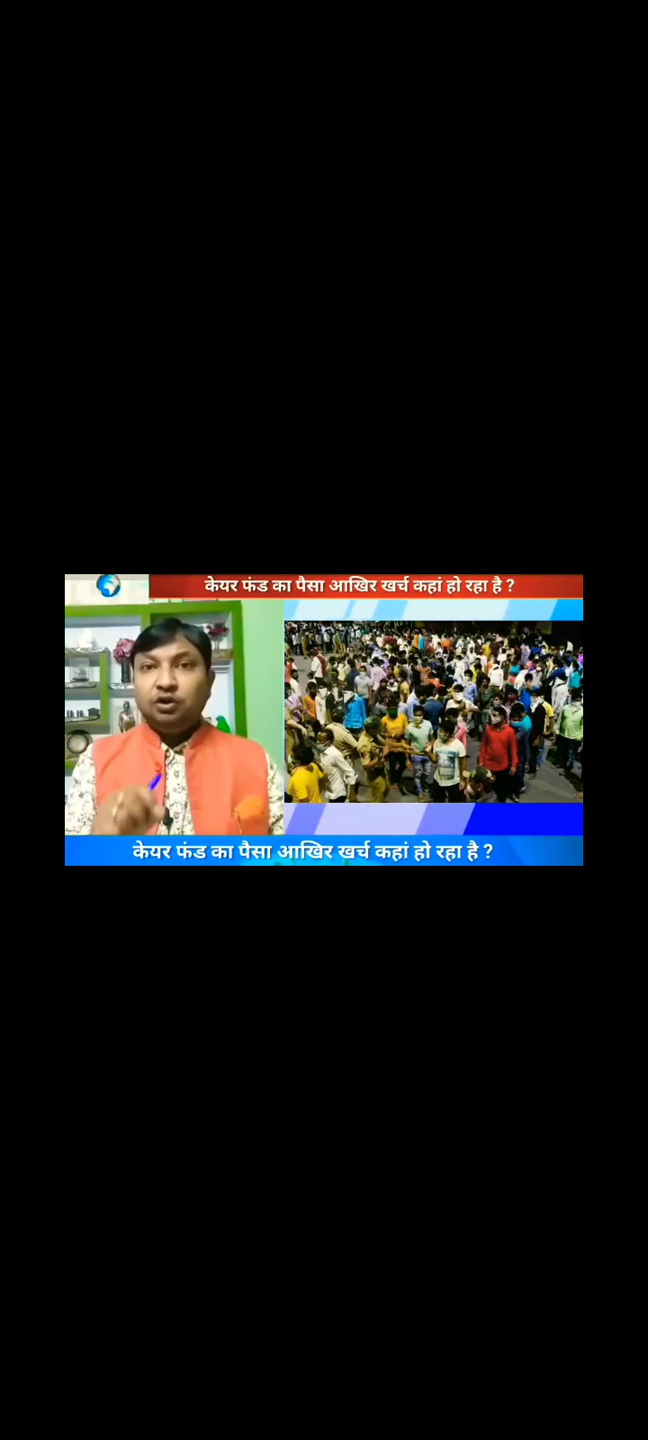 केयर फंड का पैसा आखिर खर्च कहां हो रहा है ?
केयर फंड का पैसा आखिर खर्च कहां हो रहा है ?